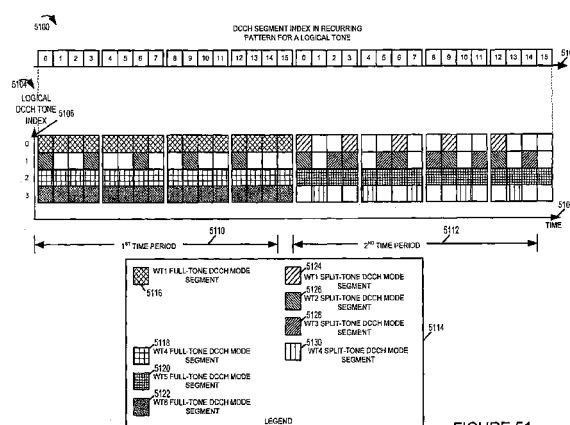 5100
DCCH SEGMENT INDEX IN RECURRING
PATTERN FOR A LOGICAL TONE
0 1 2 3 4 5 6 7 8 9 10 11 12 13 14 15 0 1 2 3 4 5 6 7 8 9 10 11 12 13 14 15
510
5104
LOGICAL
DCCH TONE
INDEX
5106
0
1
2
3
510
TIME
5110
5112
1ST TIME PERIOD
2ND TIME PERIOD
WT1 FULL-TONE DCCH MODE
SEGMENT
5116
5118
WT4 FULL-TONE DCCH MODE
SEGMENT
5120
WT5 FULL-TONE DCCH MODE
SEGMENT
5122
WT6 FULL-TONE DCCH MODE
SEGMENT
5124
WT1 SPLIT-TONE DCCH MODE
SEGMENT
5126
WT2 SPLIT-TONE DCCH MODE
SEGMENT
5128
WT3 SPLIT-TONE DCCH MODE
SEGMENT
5130
WT4 SPLIT-TONE DCCH MODE
SEGMENT
5114
LEGEND
FIGURE 51